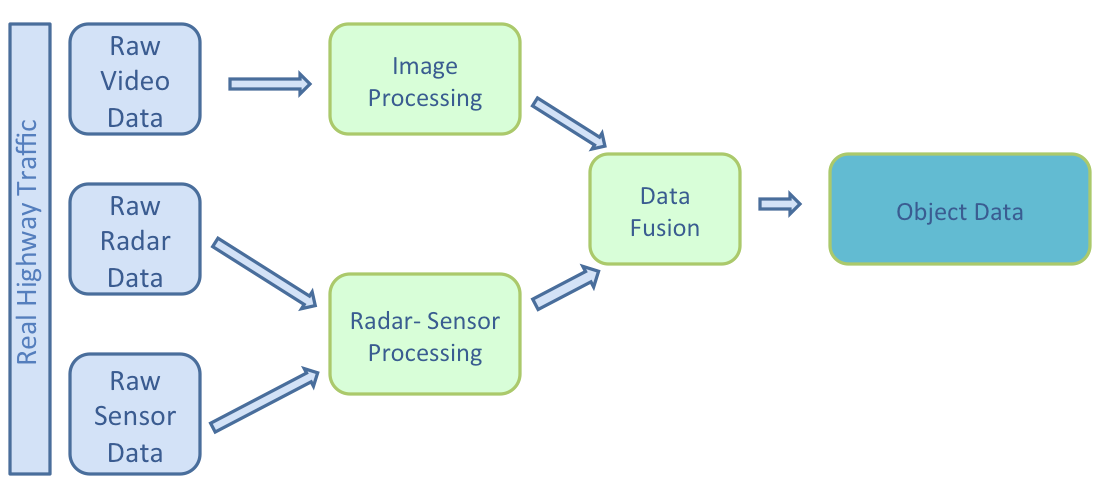 Real Highway Traffic
Raw
Video
Data
Image
Processing
Raw
Radar
Data
Data
Fusion
Object Data
Radar- Sensor
Processing
Raw
Sensor
Data